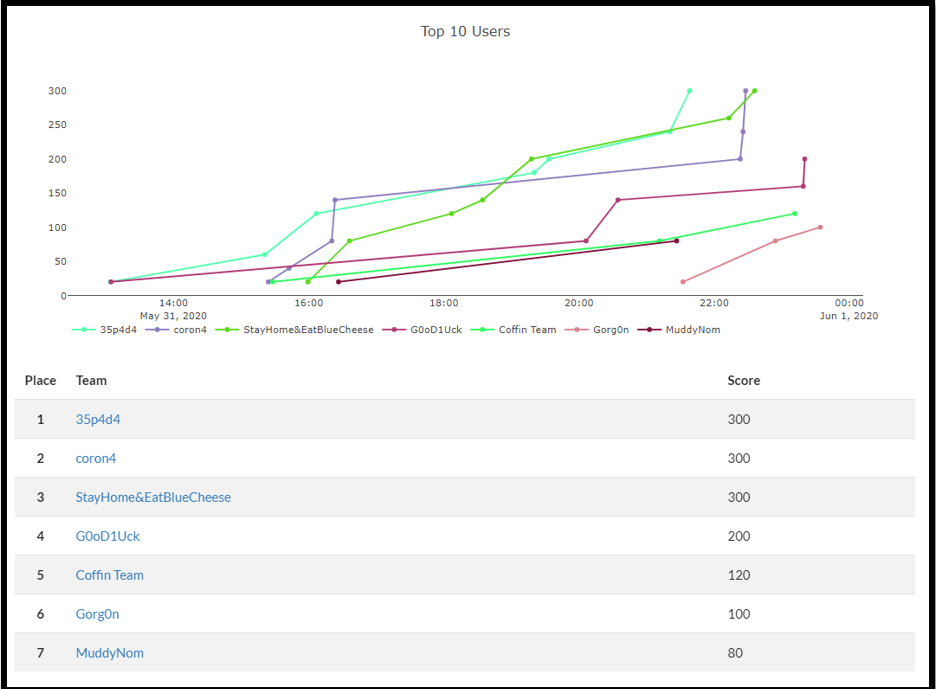 Top 10 Users
300
250
200
150
100
50
0
14:00 16:00 18:00 20:00 22:00 00:00
May 31, 2020 Jun 1, 2020
35p4d4 coron4 StayHome&EatBlueCheese G0oD1Uck Coffin Team Gorg0n MuddyNom
Place Team Score
1 35p4d4 300
2 coron4 300
3 StayHome&EatBlueCheese 300
4 G0oD1Uck 200
5 Coffin Team 120
6 Gorg0n 100
7 MuddyNom 80